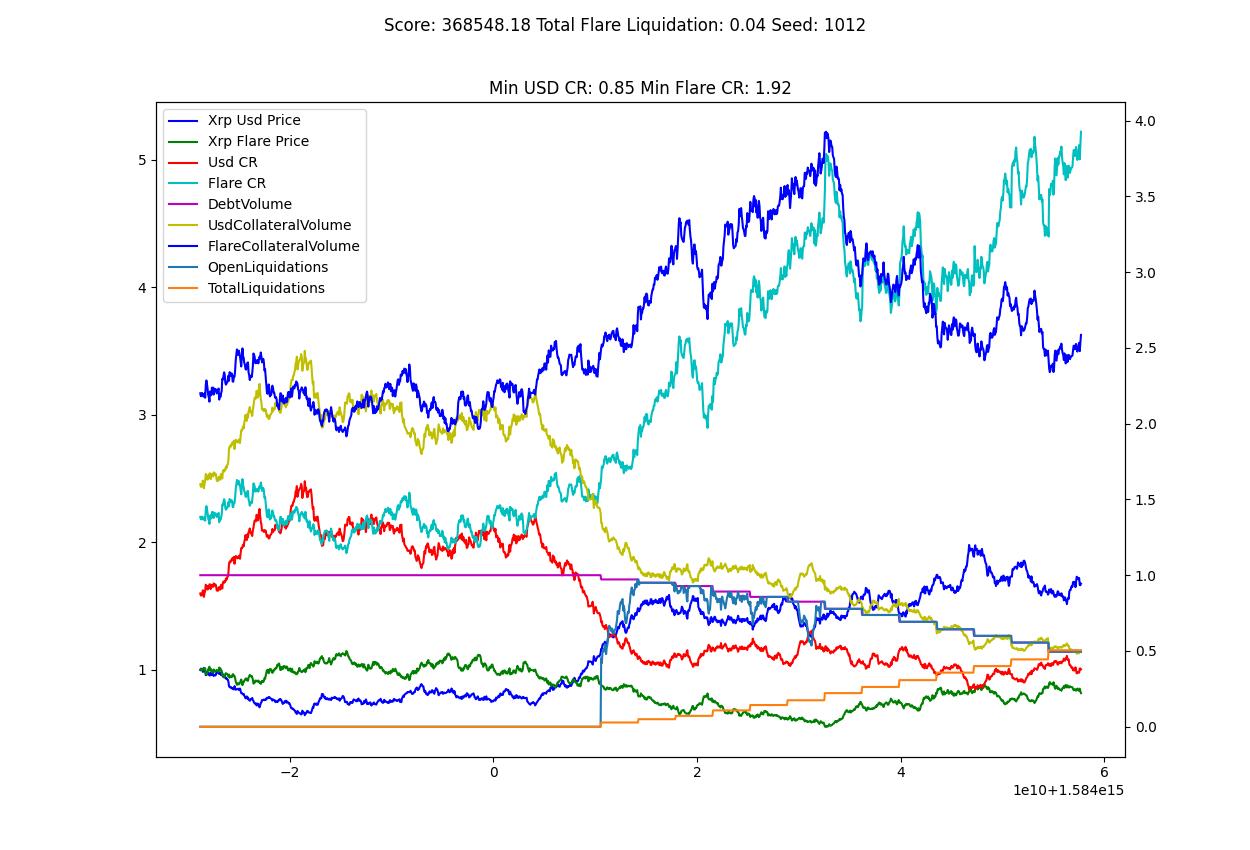 Score: 368548.18 Total Flare Liquidation: 0.04 Seed: 1012
Min USD CR: 0.85 Min Flare CR: 1.92
Xrp Usd Price
Xrp Flare Price
Usd CR
Flare CR
DebtVolume
UsdCollateralVolume
FlareCollateralVolume
OpenLiquidations
TotalLiquidations
5
4
3
2
1
4.0
3.5
3.0
2.5
2.0
1.5
1.0
0.5
0.0
−2 0 2 4 6
1e10+1.584e15